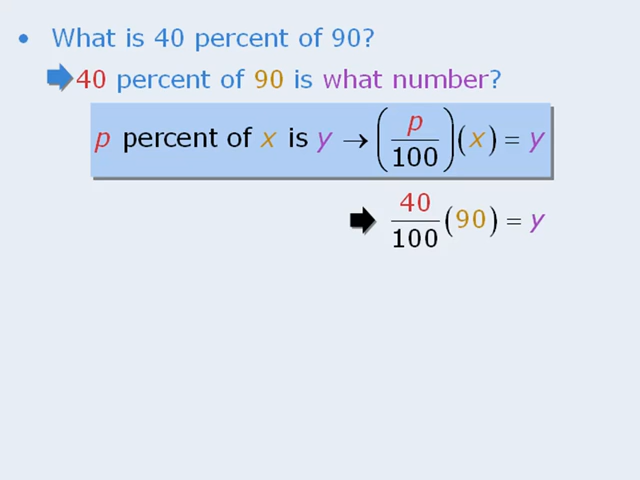 • What is 40 percent of 90?
40 percent of 90 is what number?
p percent of x is y → (p/100)(x) = y
40/100 (90) = y